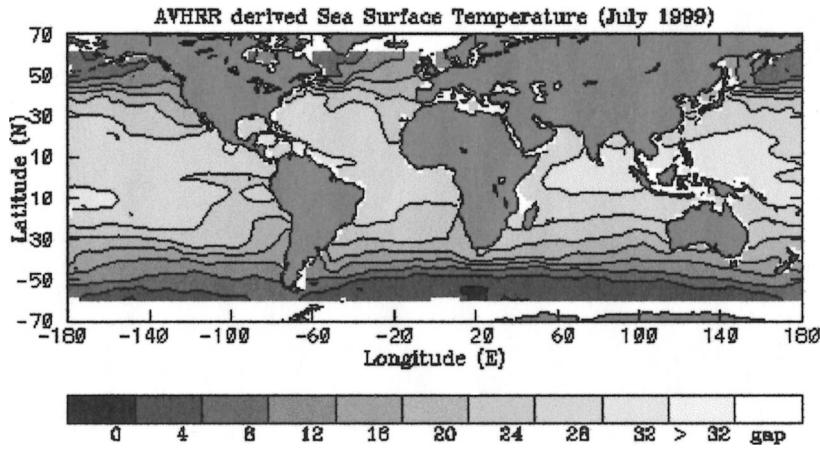 AVHRR derived Sea Surface Temperature (July 1999)
70
50
30
10
-10
-30
-50
-70
Latitude (N)
-180 -140 -100 -60 -20 20 60 100 140 180
Longitude (E)
0 4 8 12 16 20 24 28 32 > 32 gap